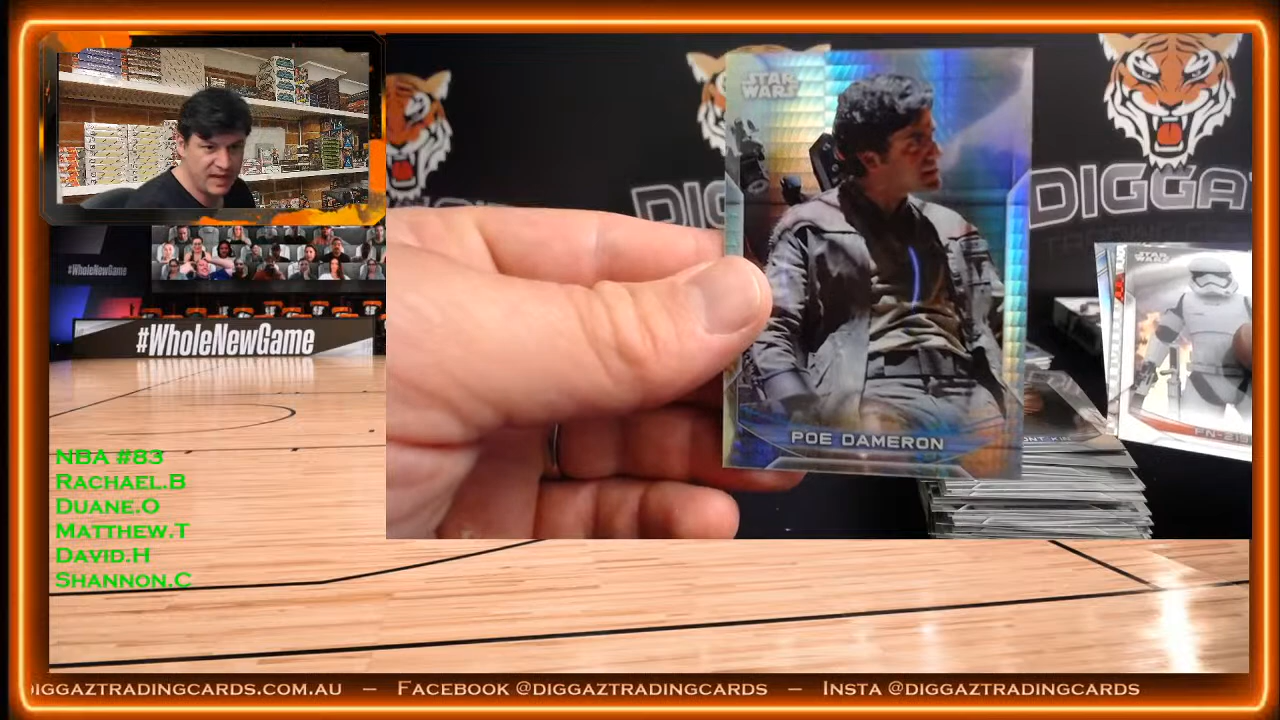 STAR
WARS
DIGGAZ
STAR
WARS
#WholeNewGame
#WholeNewGame
POE DAMERON
NBA #83
RACHAEL.B
DUANE.O
MATTHEW.T
DAVID.H
SHANNON.C
DIGGAZTRADINGCARDS.COM.AU — FACEBOOK @DIGGAZTRADINGCARDS — INSTA @DIGGAZTRADINGCARDS